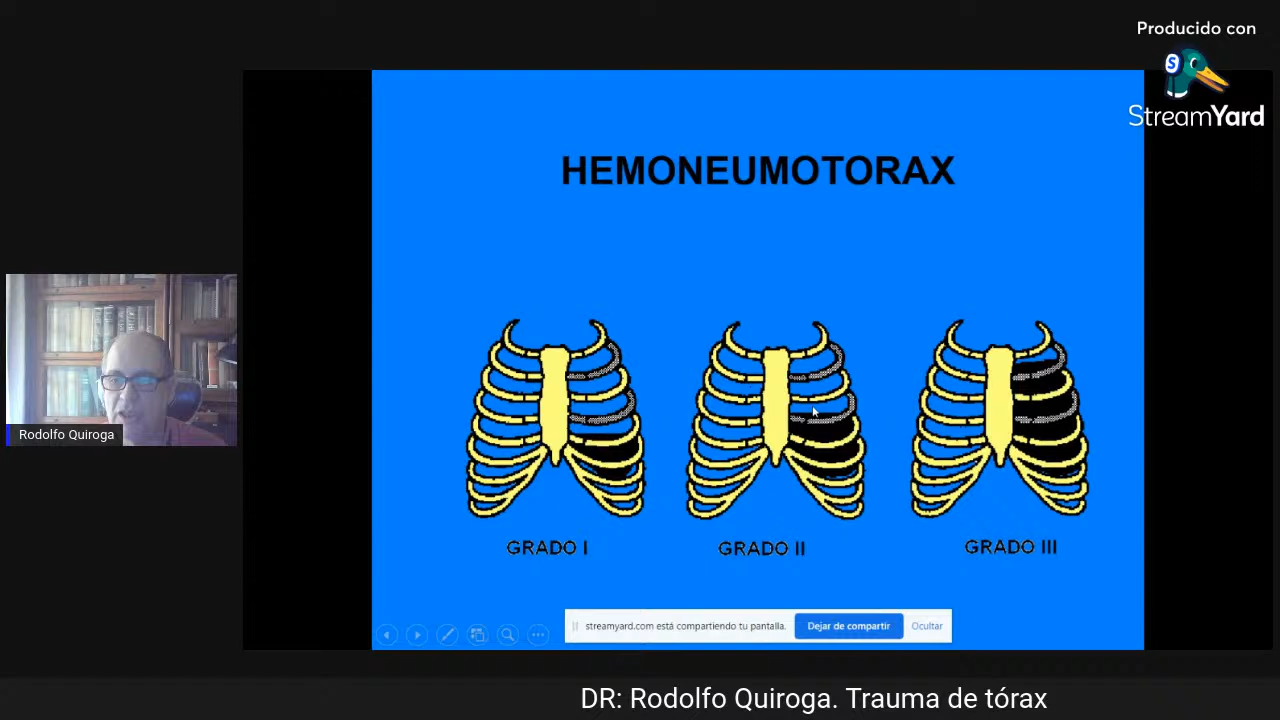 Producido con
StreamYard
HEMONEUMOTORAX
Rodolfo Quiroga
GRADO I
GRADO II
GRADO III
streamyard.com está compartiendo tu pantalla.
Dejar de compartir
Ocultar
DR: Rodolfo Quiroga. Trauma de tórax